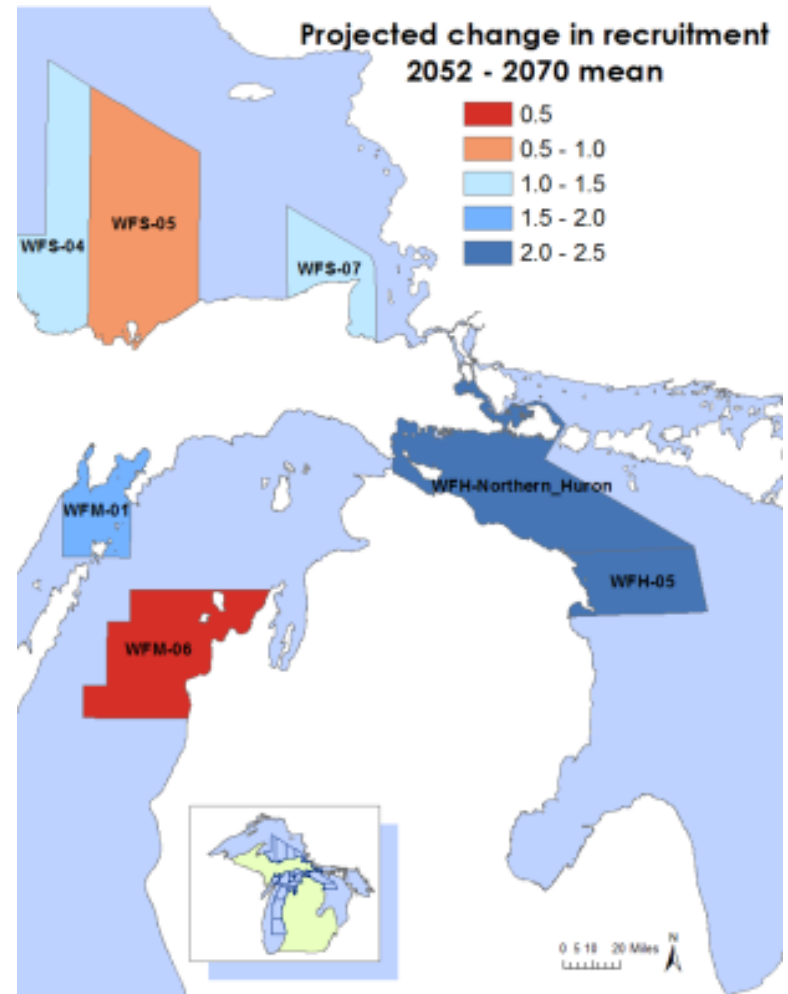 Projected change in recruitment
2052 - 2070 mean
0.5
0.5 - 1.0
1.0 - 1.5
1.5 - 2.0
2.0 - 2.5
WFS-05
WFS-04
WFS-07
WFH-Northern_Huron
WFM-01
WFH-05
WFM-06
0 5 10 20 Miles
N